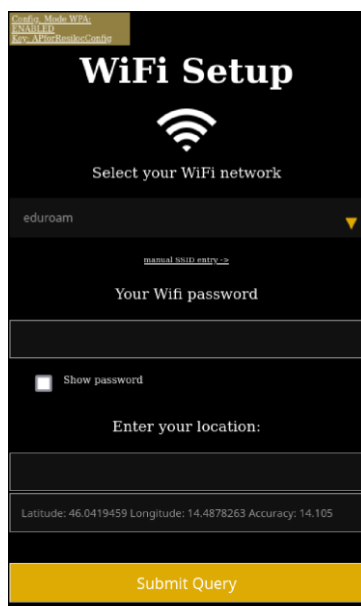 Config. Mode WPA:
ENABLED
Key: APforResilocConfig
WiFi Setup
Select your WiFi network
eduroam
manual SSID entry ->
Your Wifi password
Show password
Enter your location:
Latitude: 46.0419459 Longitude: 14.4878263 Accuracy: 14.105
Submit Query